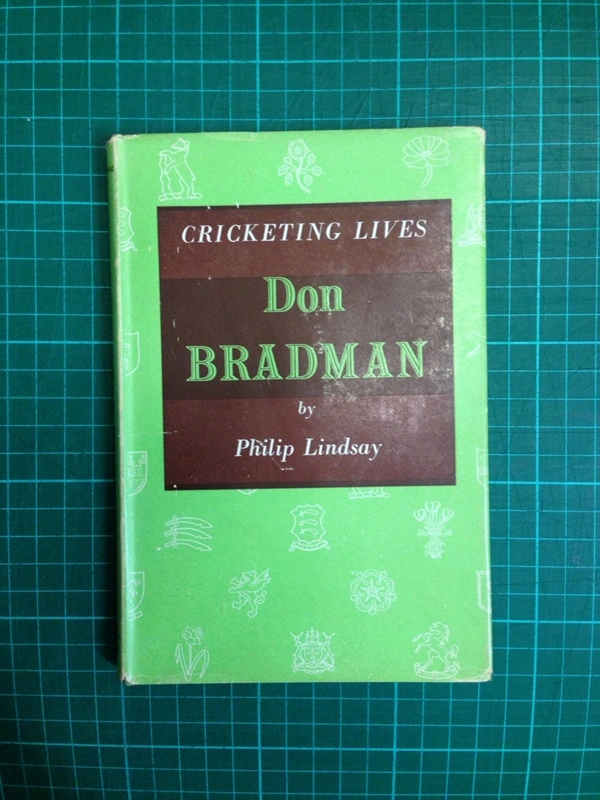 CRICKETING LIVES
Don
BRADMAN
by
Philip Lindsay